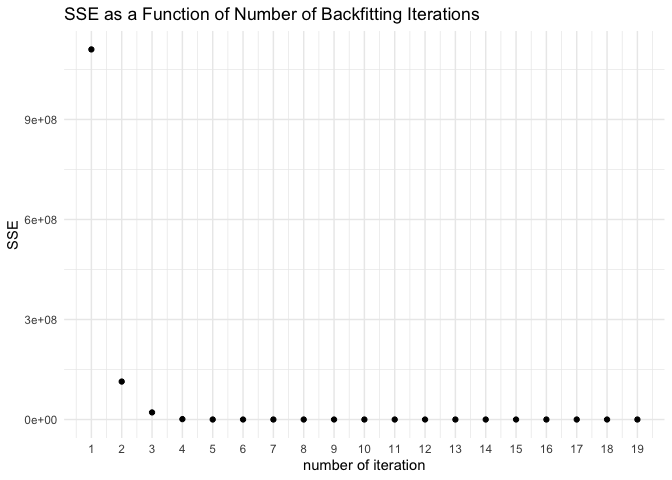 SSE as a Function of Number of Backfitting Iterations
SSE
9e+08
6e+08
3e+08
0e+00
1 2 3 4 5 6 7 8 9 10 11 12 13 14 15 16 17 18 19
number of iteration